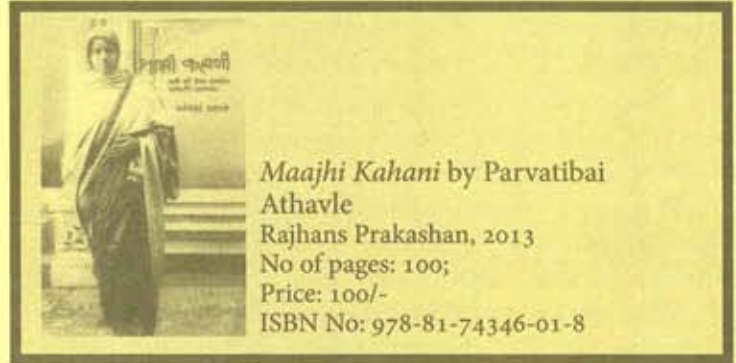 Maajhi Kahani by Parvatibai
Athavle
Rajhans Prakashan, 2013
No of pages: 100;
Price: 100/-
ISBN No: 978-81-74346-01-8